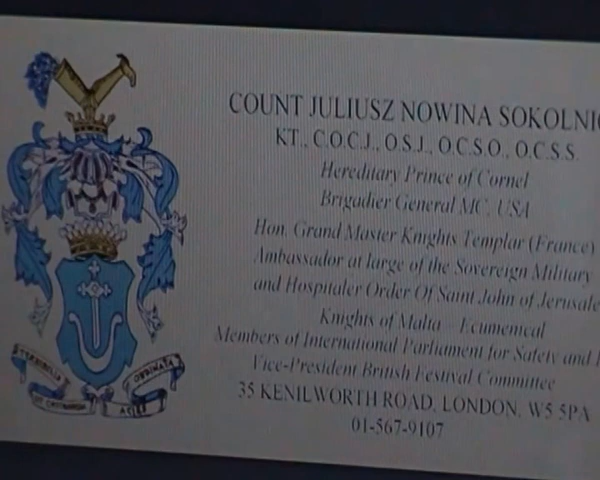 COUNT JULIUSZ NOWINA SOKOLNIC
KT., C.O.C.J., O.S.J., O.C.S.O., O.C.S.S.
Hereditary Prince of Cornel
Brigadier General MC, USA
Hon. Grand Master Knights Templar (France)
Ambassador at large of the Sovereign Military
and Hospitaler Order Of Saint John of Jerusale
Knights of Malta Ecumenical
Members of International Parliament for Safety and
Vice-President British Festival Committee
35 KENILWORTH ROAD, LONDON, W5 5PA
01-567-9107